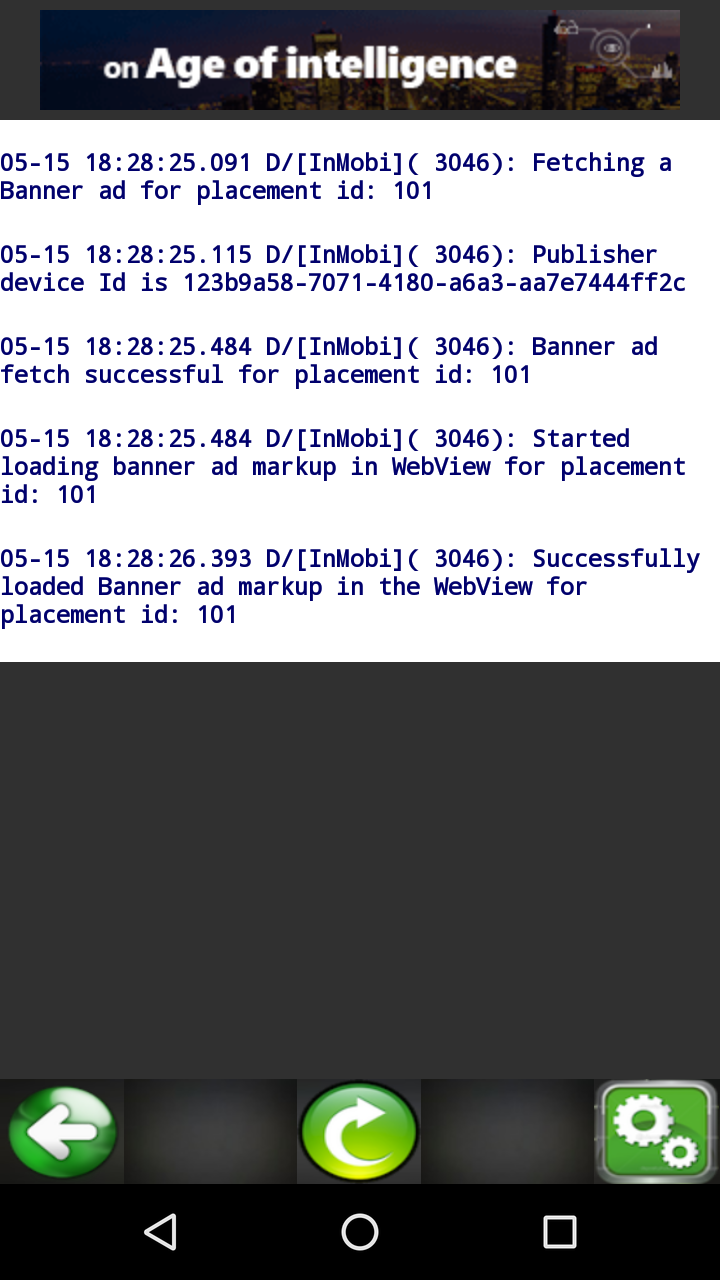 on Age of intelligence
05-15 18:28:25.091 D/[InMobi]( 3046): Fetching a
Banner ad for placement id: 101
05-15 18:28:25.115 D/[InMobi]( 3046): Publisher
device Id is 123b9a58-7071-4180-a6a3-aa7e7444ff2c
05-15 18:28:25.484 D/[InMobi]( 3046): Banner ad
fetch successful for placement id: 101
05-15 18:28:25.484 D/[InMobi]( 3046): Started
loading banner ad markup in WebView for placement
id: 101
05-15 18:28:26.393 D/[InMobi]( 3046): Successfully
loaded Banner ad markup in the WebView for
placement id: 101